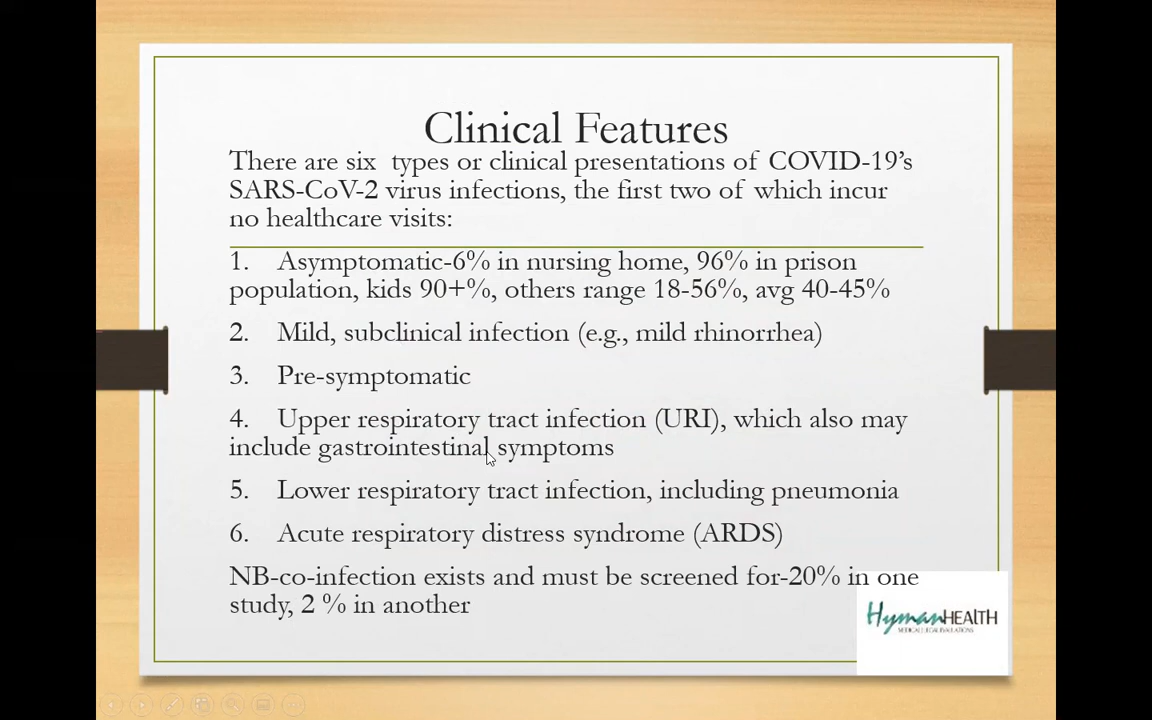 Clinical Features
There are six types or clinical presentations of COVID-19’s
SARS-CoV-2 virus infections, the first two of which incur
no healthcare visits:
1. Asymptomatic-6% in nursing home, 96% in prison
population, kids 90+%, others range 18-56%, avg 40-45%
2. Mild, subclinical infection (e.g., mild rhinorrhea)
3. Pre-symptomatic
4. Upper respiratory tract infection (URI), which also may
include gastrointestinal symptoms
5. Lower respiratory tract infection, including pneumonia
6. Acute respiratory distress syndrome (ARDS)
NB-co-infection exists and must be screened for-20% in one
study, 2 % in another
HymanHEALTH